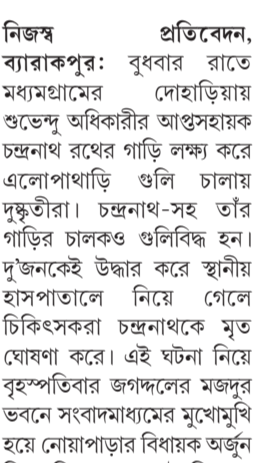 নিজস্ব প্রতিবেদন,
ব্যারাকপুর: বুধবার রাতে
মধ্যমগ্রামের দোহাড়িয়ায়
শুভেন্দু অধিকারীর আপ্তসহায়ক
চন্দ্রনাথ রথের গাড়ি লক্ষ্য করে
এলোপাথাড়ি গুলি চালায়
দুষ্কৃতীরা। চন্দ্রনাথ-সহ তাঁর
গাড়ির চালকও গুলিবিদ্ধ হন।
দু’জনকেই উদ্ধার করে স্থানীয়
হাসপাতালে নিয়ে গেলে
চিকিৎসকরা চন্দ্রনাথকে মৃত
ঘোষণা করে। এই ঘটনা নিয়ে
বৃহস্পতিবার জগদ্দলের মজদুর
ভবনে সংবাদমাধ্যমের মুখোমুখি
হয়ে নোয়াপাড়ার বিধায়ক অর্জুন